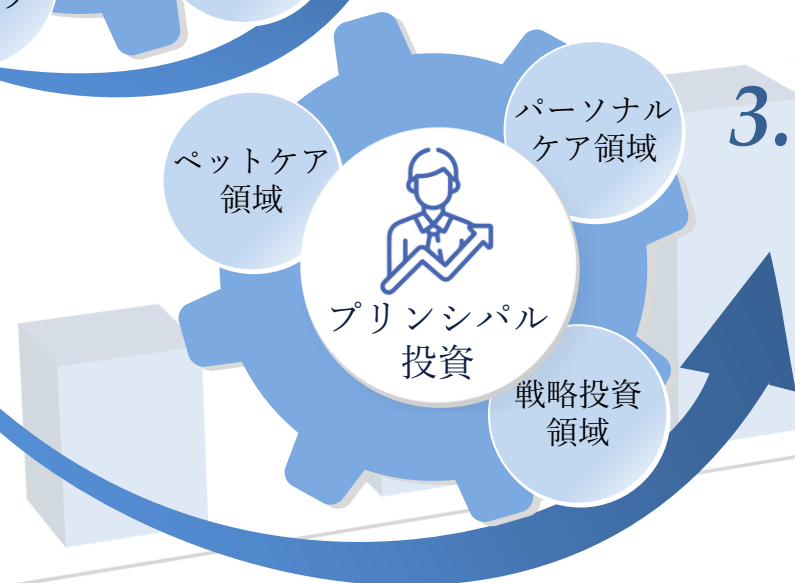 パーソナル
ケア領域
3.
ペットケア
領域
プリンシパル
投資
戦略投資
領域